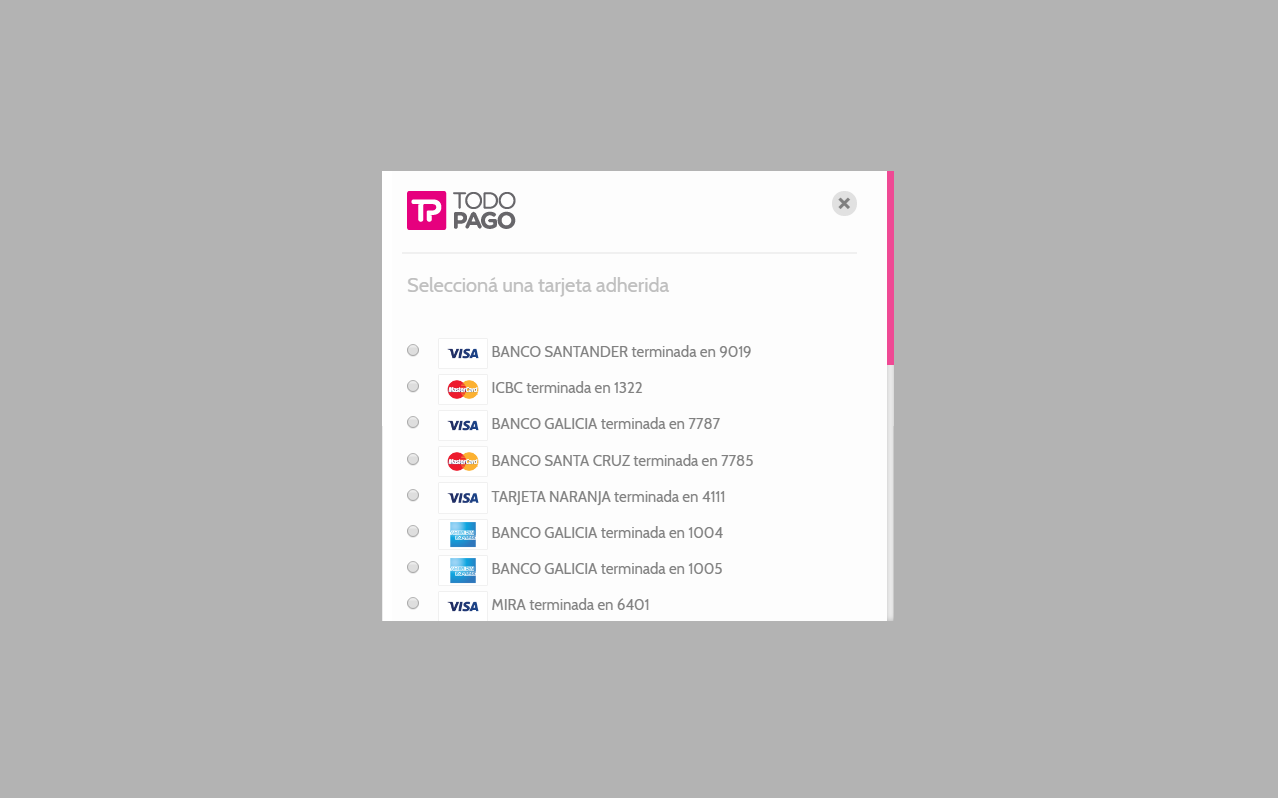 TP TODO
PAGO
Seleccioná una tarjeta adherida
VISA BANCO SANTANDER terminada en 9019
MasterCard ICBC terminada en 1322
VISA BANCO GALICIA terminada en 7787
MasterCard BANCO SANTA CRUZ terminada en 7785
VISA TARJETA NARANJA terminada en 4111
BANCO GALICIA terminada en 1004
BANCO GALICIA terminada en 1005
VISA MIRA terminada en 6401